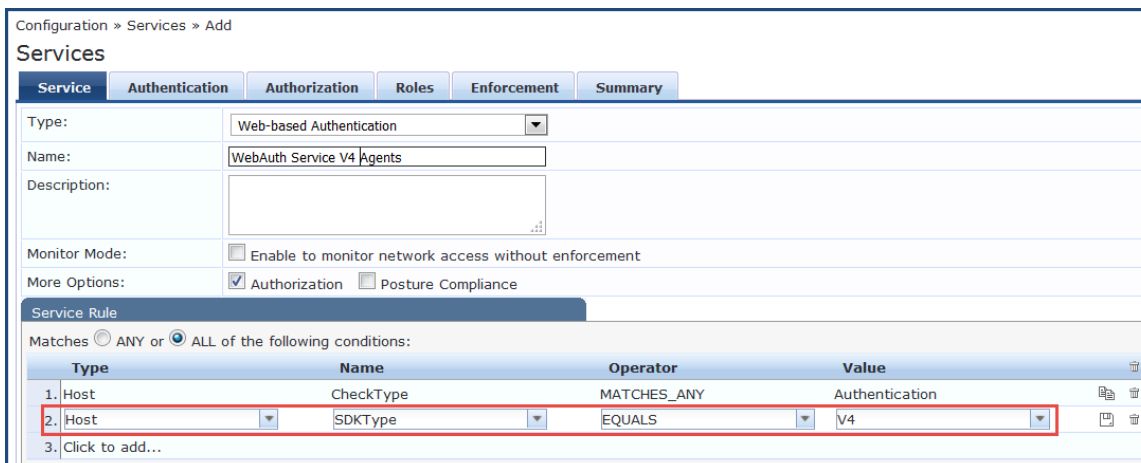 Configuration » Services » Add
Services
Service Authentication Authorization Roles Enforcement Summary
Type: Web-based Authentication
Name: WebAuth Service V4 Agents
Description:
Monitor Mode: Enable to monitor network access without enforcement
More Options: Authorization Posture Compliance
Service Rule
Matches ANY or ALL of the following conditions:
Type Name Operator Value
1. Host CheckType MATCHES_ANY Authentication
2. Host SDKType EQUALS V4
3. Click to add...